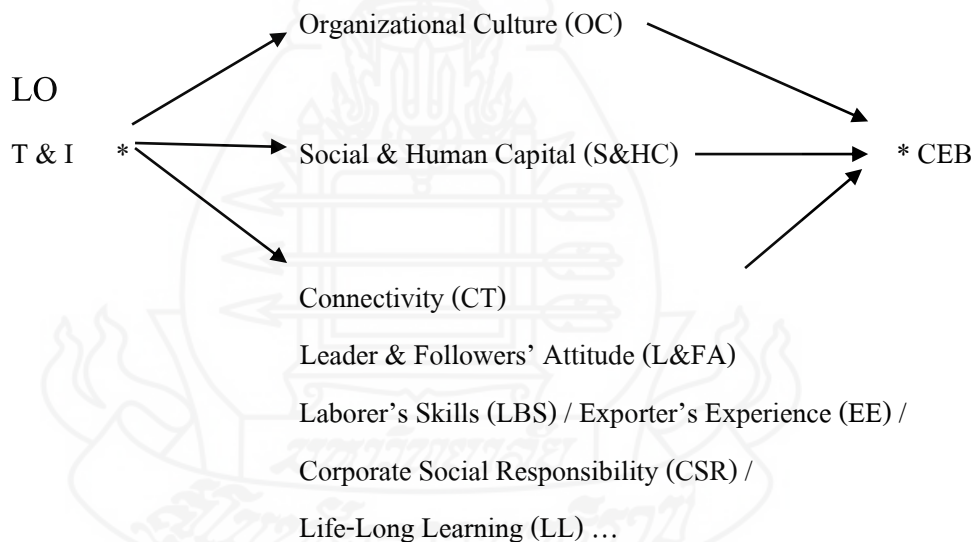 Organizational Culture (OC)
LO
T & I * Social & Human Capital (S&HC) * CEB
Connectivity (CT)
Leader & Followers’ Attitude (L&FA)
Laborer’s Skills (LBS) / Exporter’s Experience (EE) /
Corporate Social Responsibility (CSR) /
Life-Long Learning (LL) …